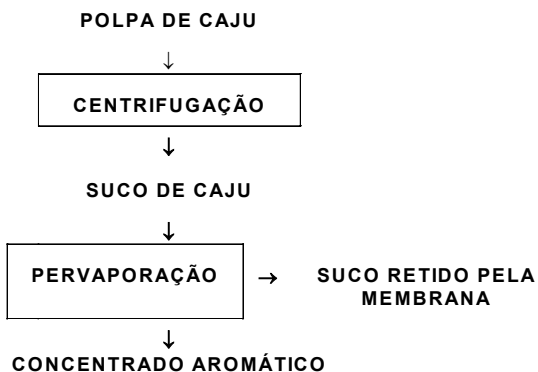 POLPA DE CAJU
↓
CENTRIFUGAÇÃO
↓
SUCO DE CAJU
↓
PERVAPORAÇÃO → SUCO RETIDO PELA
MEMBRANA
↓
CONCENTRADO AROMÁTICO